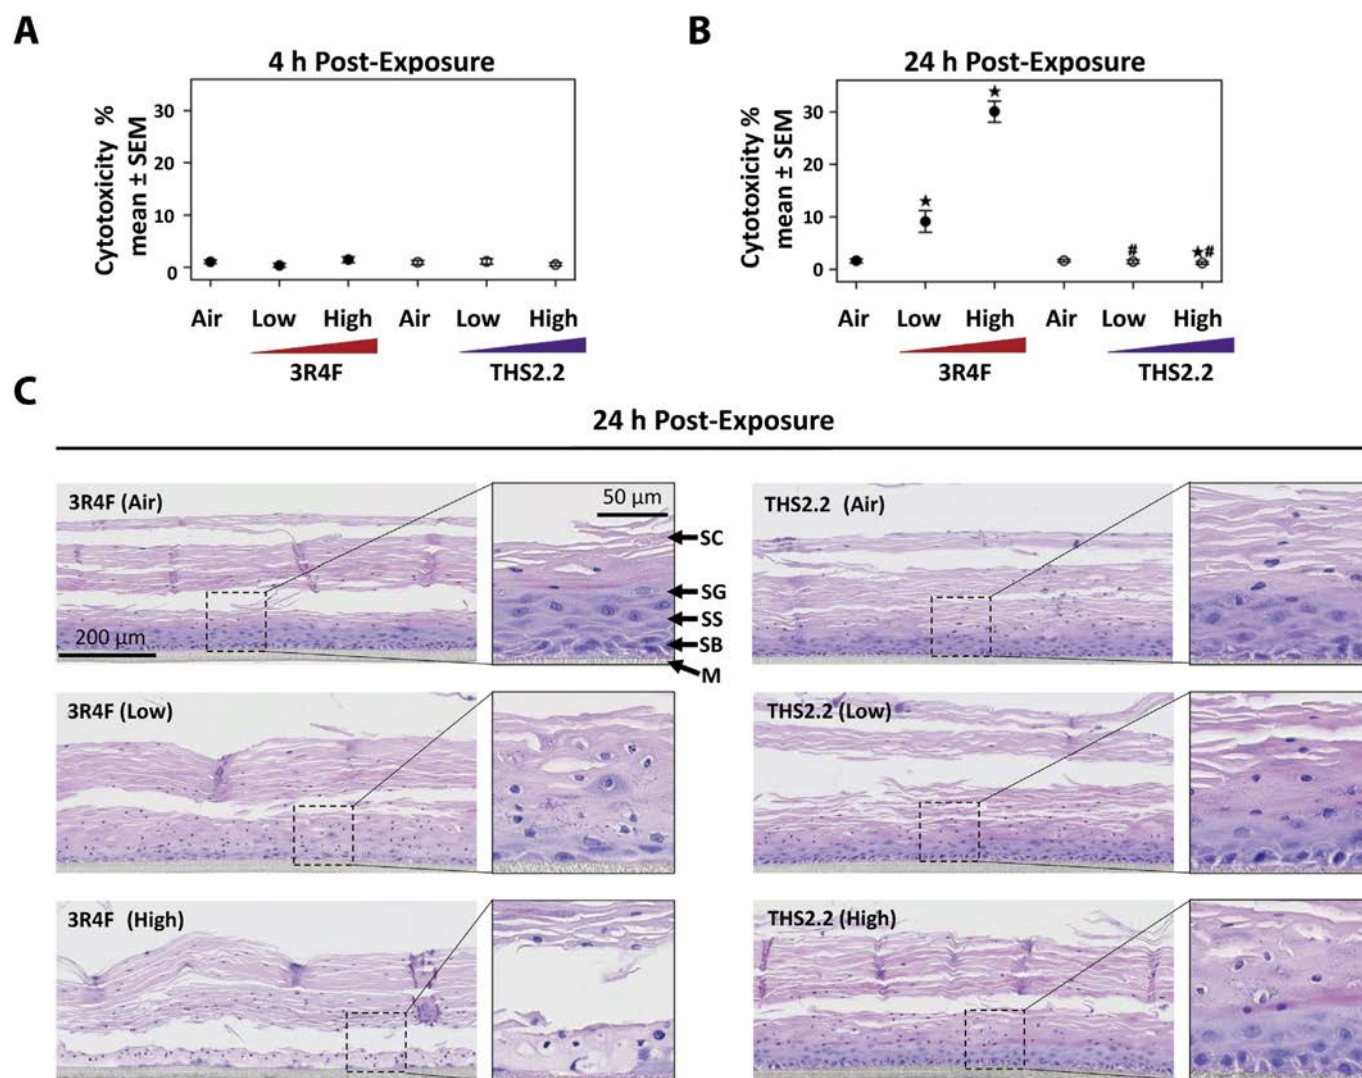 A
4 h Post-Exposure
Cytotoxicity %
mean ± SEM
30
20
10
0
Air Low High Air Low High
3R4F THS2.2
B
24 h Post-Exposure
Cytotoxicity %
mean ± SEM
30
20
10
0
★
★
#
★#
Air Low High Air Low High
3R4F THS2.2
C
24 h Post-Exposure
3R4F (Air)
200 µm
50 µm
SC
SG
SS
SB
M
THS2.2 (Air)
3R4F (Low)
THS2.2 (Low)
3R4F (High)
THS2.2 (High)